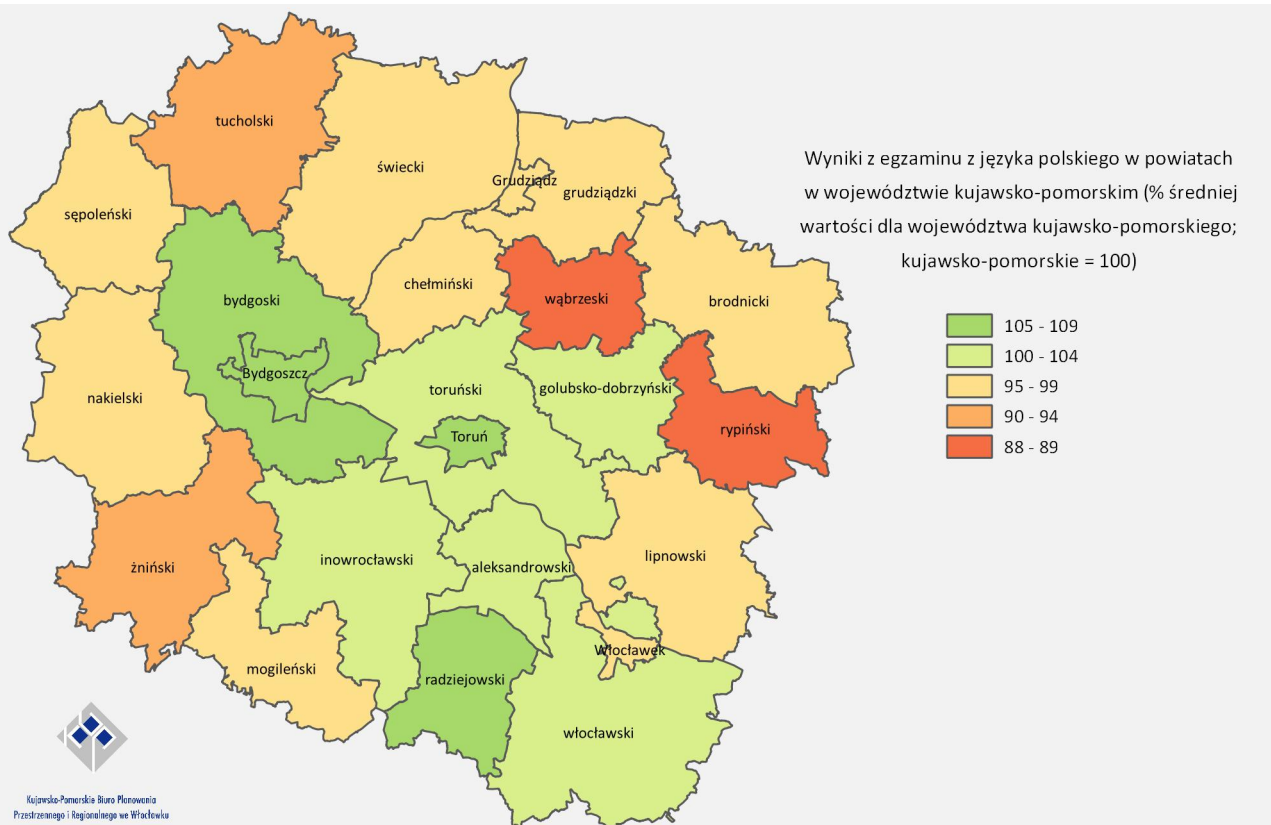 tucholski
świecki
Grudziądz
grudziądzki
sępoleński
chełmiński
wąbrzeski
brodnicki
bydgoski
Bydgoszcz
nakielski
toruński
golubsko-dobrzyński
Toruń
rypiński
żniński
inowrocławski
aleksandrowski
lipnowski
Włocławek
mogileński
radziejowski
włocławski
Wyniki z egzaminu z języka polskiego w powiatach
w województwie kujawsko-pomorskim (% średniej
wartości dla województwa kujawsko-pomorskiego;
kujawsko-pomorskie = 100)
105 - 109
100 - 104
95 - 99
90 - 94
88 - 89
Kujawsko-Pomorskie Biuro Planowania
Przestrzennego i Regionalnego we Włocławku